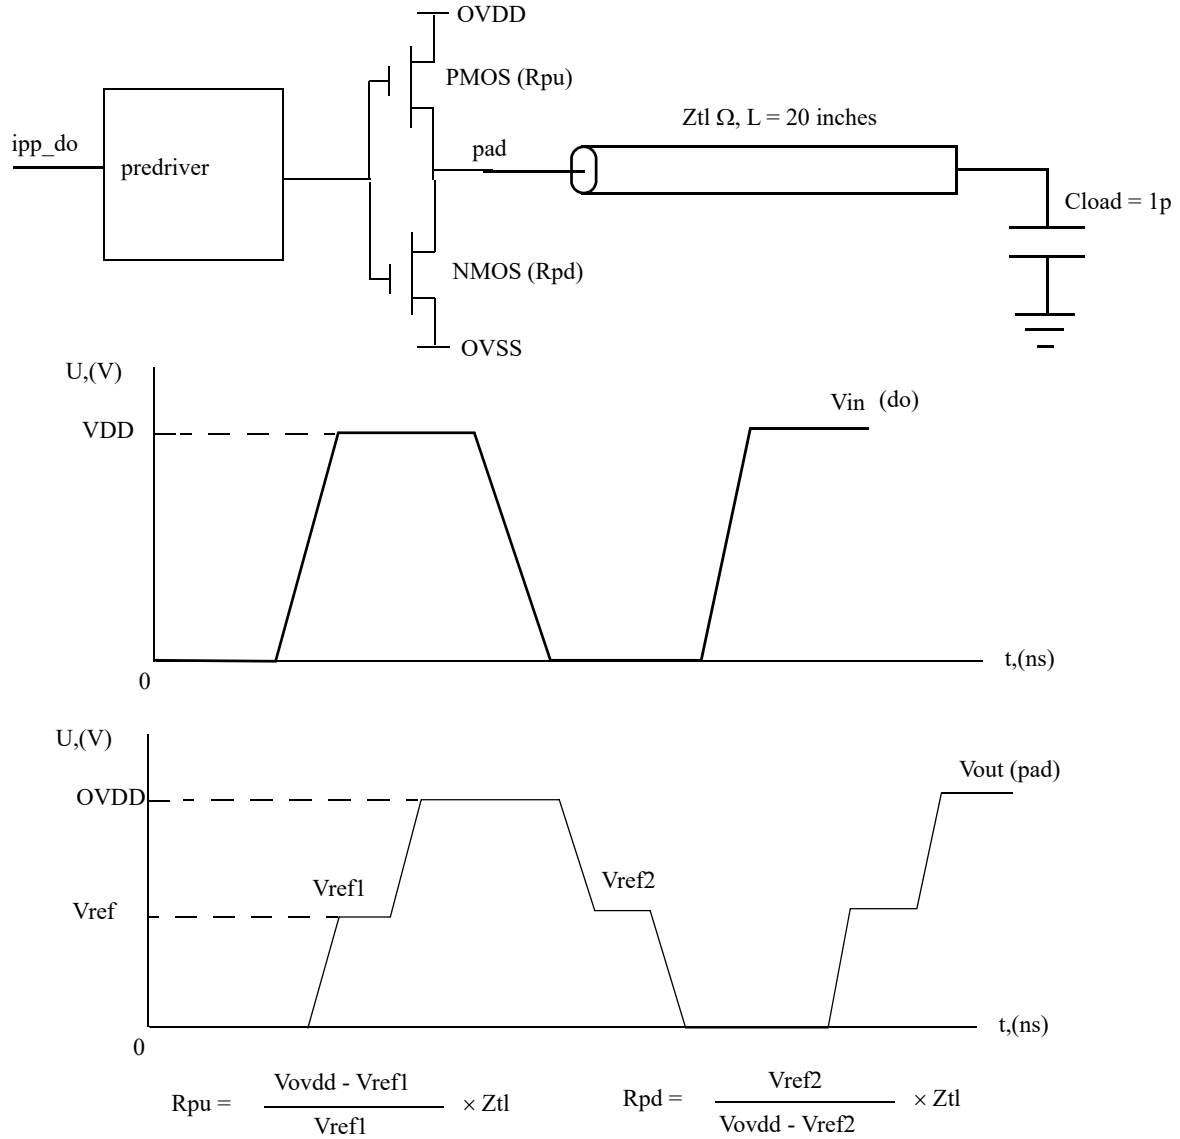 OVDD
PMOS (Rpu)
Ztl Ω, L = 20 inches
ipp_do
predriver
pad
Cload = 1p
NMOS (Rpd)
OVSS
U,(V)
VDD
Vin (do)
t,(ns)
0
U,(V)
Vout (pad)
OVDD
Vref1
Vref2
Vref
t,(ns)
0
Rpu = Vovdd - Vref1 / Vref1 × Ztl
Rpd = Vref2 / Vovdd - Vref2 × Ztl